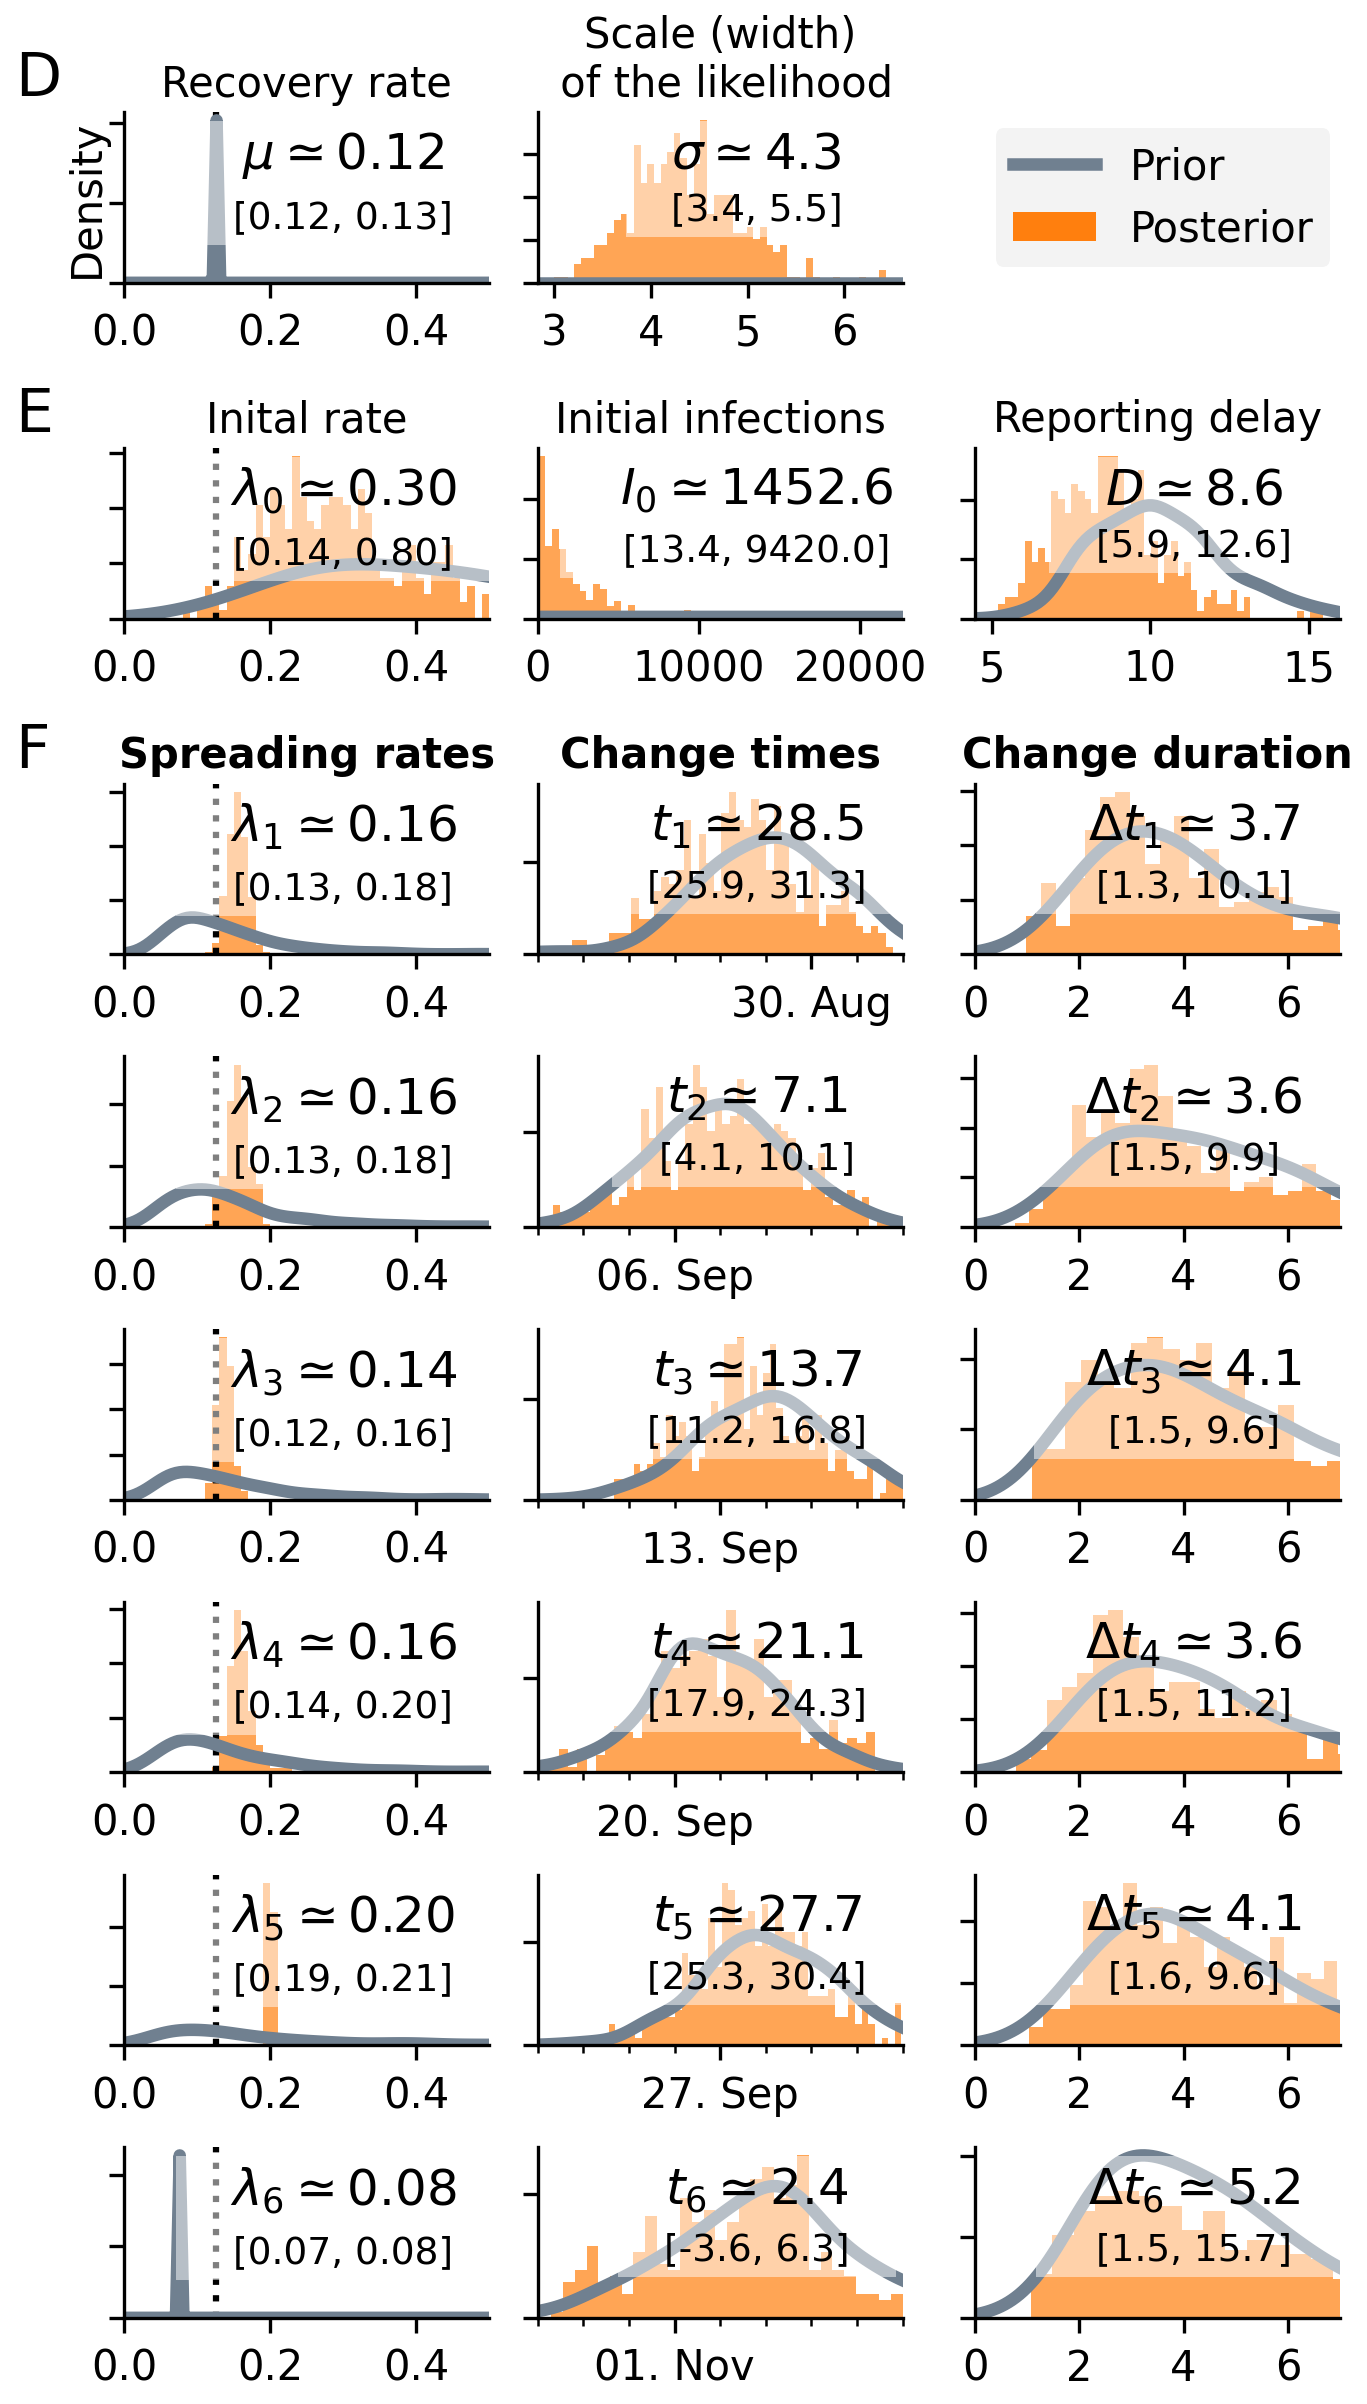 D
Recovery rate
Scale (width)
of the likelihood
Density
μ ≃ 0.12
[0.12, 0.13]
0.0 0.2 0.4
σ ≃ 4.3
[3.4, 5.5]
3 4 5 6
Prior
Posterior
E
Inital rate
λ0 ≃ 0.30
[0.14, 0.80]
0.0 0.2 0.4
Initial infections
I0 ≃ 1452.6
[13.4, 9420.0]
0 10000 20000
Reporting delay
D ≃ 8.6
[5.9, 12.6]
5 10 15
F
Spreading rates
Change times
Change duration
λ1 ≃ 0.16
[0.13, 0.18]
0.0 0.2 0.4
t1 ≃ 28.5
[25.9, 31.3]
30. Aug
Δt1 ≃ 3.7
[1.3, 10.1]
0 2 4 6
λ2 ≃ 0.16
[0.13, 0.18]
0.0 0.2 0.4
t2 ≃ 7.1
[4.1, 10.1]
06. Sep
Δt2 ≃ 3.6
[1.5, 9.9]
0 2 4 6
λ3 ≃ 0.14
[0.12, 0.16]
0.0 0.2 0.4
t3 ≃ 13.7
[11.2, 16.8]
13. Sep
Δt3 ≃ 4.1
[1.5, 9.6]
0 2 4 6
λ4 ≃ 0.16
[0.14, 0.20]
0.0 0.2 0.4
t4 ≃ 21.1
[17.9, 24.3]
20. Sep
Δt4 ≃ 3.6
[1.5, 11.2]
0 2 4 6
λ5 ≃ 0.20
[0.19, 0.21]
0.0 0.2 0.4
t5 ≃ 27.7
[25.3, 30.4]
27. Sep
Δt5 ≃ 4.1
[1.6, 9.6]
0 2 4 6
λ6 ≃ 0.08
[0.07, 0.08]
0.0 0.2 0.4
t6 ≃ 2.4
[-3.6, 6.3]
01. Nov
Δt6 ≃ 5.2
[1.5, 15.7]
0 2 4 6